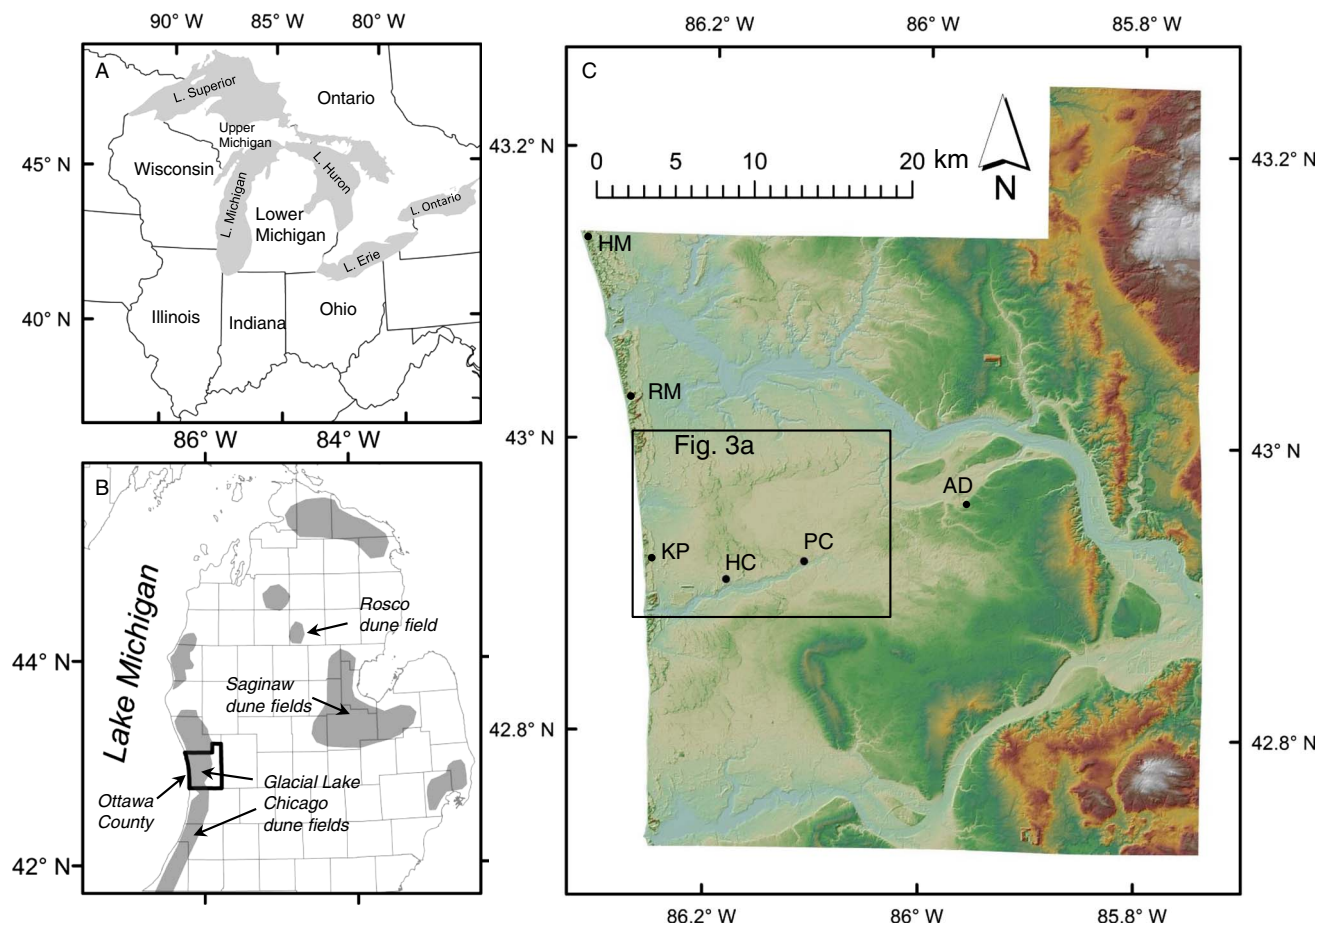 90° W 85° W 80° W
A
L. Superior
Ontario
Upper
Michigan
Wisconsin
L. Huron
L. Michigan
Lower
Michigan
L. Ontario
L. Erie
Illinois
Indiana
Ohio
45° N
40° N
86° W 84° W
B
Lake Michigan
Rosco
dune field
Saginaw
dune fields
Glacial Lake
Chicago
dune fields
Ottawa
County
44° N
42° N
86.2° W 86° W 85.8° W
C
0 5 10 20 km
N
43.2° N 43.2° N
HM
RM
43° N 43° N
Fig. 3a
AD
KP
HC
PC
42.8° N 42.8° N
86.2° W 86° W 85.8° W